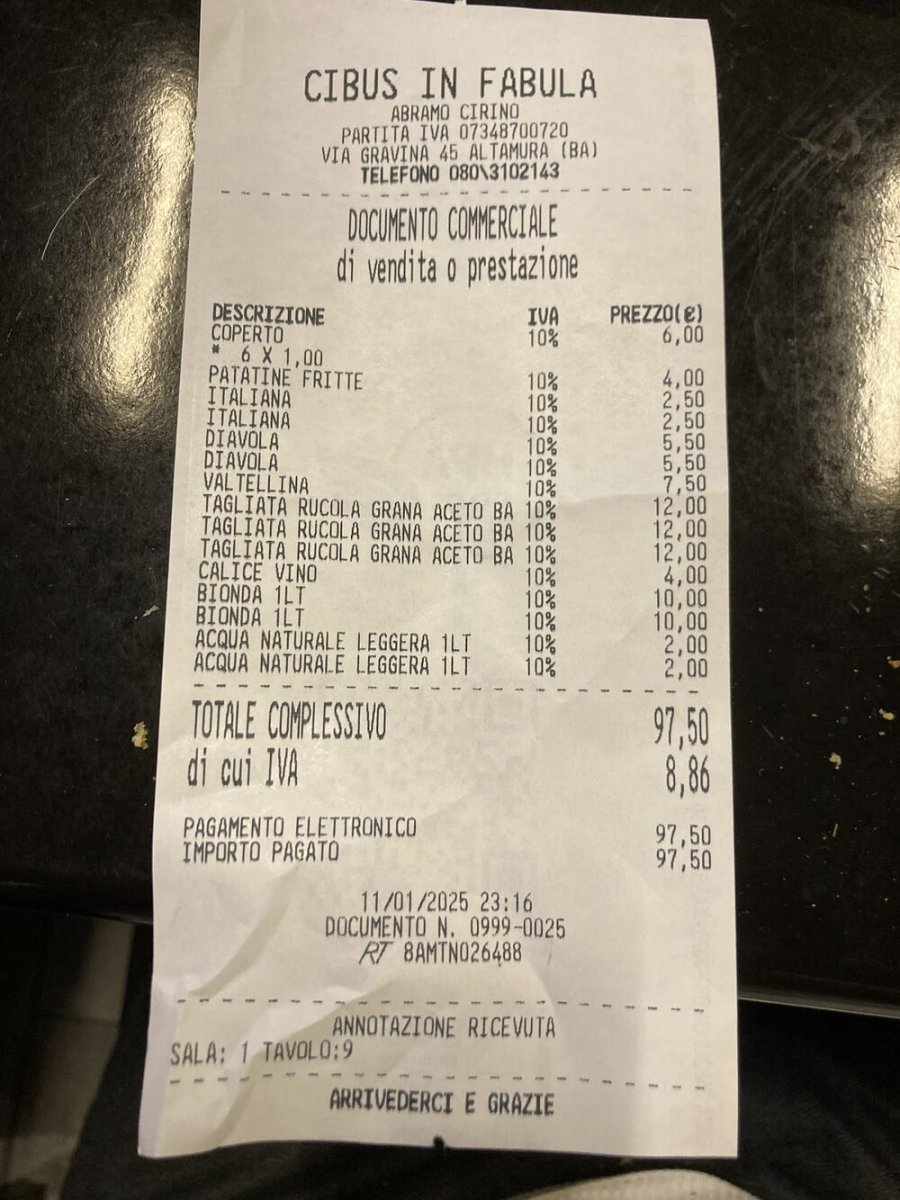 CIBUS IN FABULA
ABRAMO CIRINO
PARTITA IVA 07348700720
VIA GRAVINA 45 ALTAMURA (BA)
TELEFONO 080\3102143
DOCUMENTO COMMERCIALE
di vendita o prestazione
DESCRIZIONE IVA PREZZO(€)
COPERTO 10% 6,00
* 6 X 1,00
PATATINE FRITTE 10% 4,00
ITALIANA 10% 2,50
ITALIANA 10% 2,50
DIAVOLA 10% 5,50
DIAVOLA 10% 5,50
VALTELLINA 10% 7,50
TAGLIATA RUCOLA GRANA ACETO BA 10% 12,00
TAGLIATA RUCOLA GRANA ACETO BA 10% 12,00
TAGLIATA RUCOLA GRANA ACETO BA 10% 12,00
CALICE VINO 10% 4,00
BIONDA 1LT 10% 10,00
BIONDA 1LT 10% 10,00
ACQUA NATURALE LEGGERA 1LT 10% 2,00
ACQUA NATURALE LEGGERA 1LT 10% 2,00
TOTALE COMPLESSIVO 97,50
di cui IVA 8,86
PAGAMENTO ELETTRONICO 97,50
IMPORTO PAGATO 97,50
11/01/2025 23:16
DOCUMENTO N. 0999-0025
RT 8AMTN026488
ANNOTAZIONE RICEVUTA
SALA: 1 TAVOLO:9
ARRIVEDERCI E GRAZIE